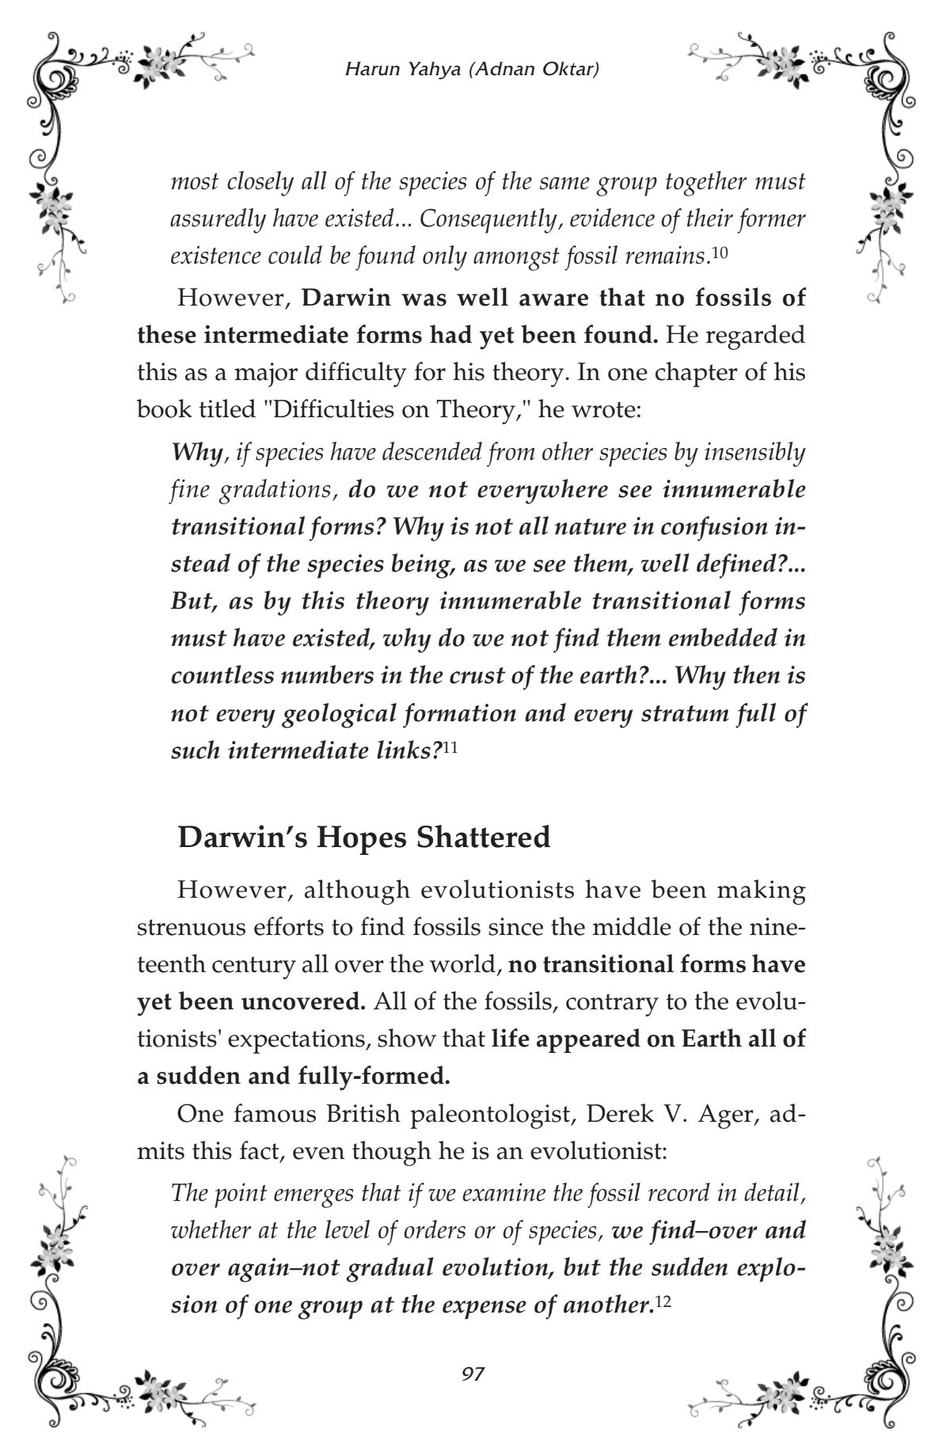 Harun Yahya (Adnan Oktar)
most closely all of the species of the same group together must
assuredly have existed... Consequently, evidence of their former
existence could be found only amongst fossil remains.10
However, Darwin was well aware that no fossils of
these intermediate forms had yet been found. He regarded
this as a major difficulty for his theory. In one chapter of his
book titled "Difficulties on Theory," he wrote:
Why, if species have descended from other species by insensibly
fine gradations, do we not everywhere see innumerable
transitional forms? Why is not all nature in confusion in-
stead of the species being, as we see them, well defined?...
But, as by this theory innumerable transitional forms
must have existed, why do we not find them embedded in
countless numbers in the crust of the earth?... Why then is
not every geological formation and every stratum full of
such intermediate links?11
Darwin’s Hopes Shattered
However, although evolutionists have been making
strenuous efforts to find fossils since the middle of the nine-
teenth century all over the world, no transitional forms have
yet been uncovered. All of the fossils, contrary to the evolu-
tionists' expectations, show that life appeared on Earth all of
a sudden and fully-formed.
One famous British paleontologist, Derek V. Ager, ad-
mits this fact, even though he is an evolutionist:
The point emerges that if we examine the fossil record in detail,
whether at the level of orders or of species, we find–over and
over again–not gradual evolution, but the sudden explo-
sion of one group at the expense of another.12
97